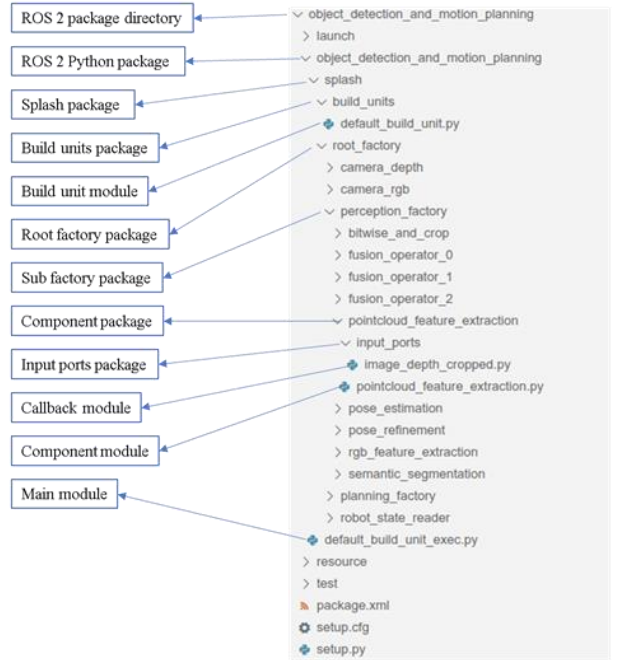 ROS 2 package directory
ROS 2 Python package
Splash package
Build units package
Build unit module
Root factory package
Sub factory package
Component package
Input ports package
Callback module
Component module
Main module
object_detection_and_motion_planning
launch
object_detection_and_motion_planning
splash
build_units
default_build_unit.py
root_factory
camera_depth
camera_rgb
perception_factory
bitwise_and_crop
fusion_operator_0
fusion_operator_1
fusion_operator_2
pointcloud_feature_extraction
input_ports
image_depth_cropped.py
pointcloud_feature_extraction.py
pose_estimation
pose_refinement
rgb_feature_extraction
semantic_segmentation
planning_factory
robot_state_reader
default_build_unit_exec.py
resource
test
package.xml
setup.cfg
setup.py